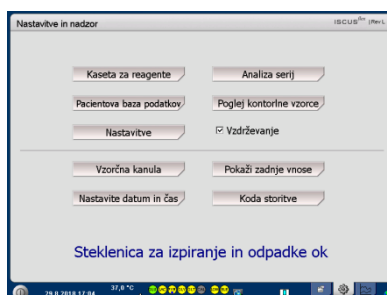 Nastavitve in nadzor
ISCUS
Kaseta za reagente
Analiza serij
Pacientova baza podatkov
Poglej kontorlne vzorce
Nastavitve
Vzdrževanje
Vzorčna kanula
Pokaži zadnje vnose
Nastavite datum in čas
Koda storitve
Steklenica za izpiranje in odpadke ok
29.8.2018 17:04
37,0 °C